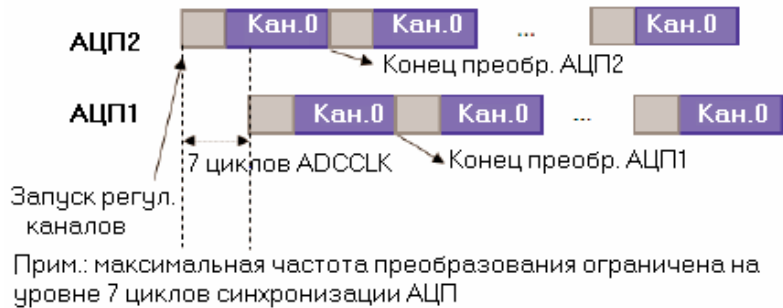 АЦП2 Кан.0 Кан.0 ... Кан.0
Конец преобр. АЦП2
АЦП1 Кан.0 Кан.0 ... Кан.0
7 циклов ADCCLK
Конец преобр. АЦП1
Запуск регул.
каналов
Прим.: максимальная частота преобразования ограничена на
уровне 7 циклов синхронизации АЦП